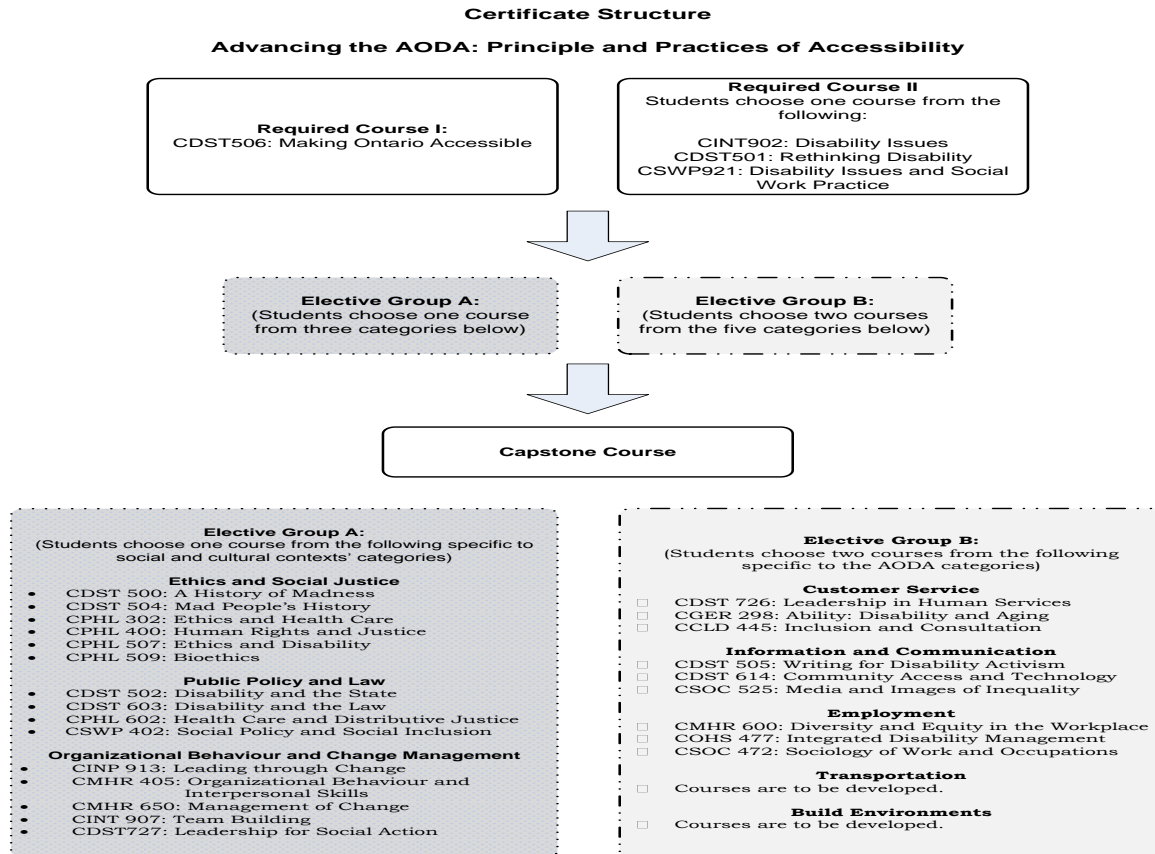 Certificate Structure
Advancing the AODA: Principle and Practices of Accessibility
Required Course I:
CDST506: Making Ontario Accessible
Required Course II
Students choose one course from the
following:
CINT902: Disability Issues
CDST501: Rethinking Disability
CSWP921: Disability Issues and Social
Work Practice
Elective Group A:
(Students choose one course
from three categories below)
Elective Group B:
(Students choose two courses
from the five categories below)
Capstone Course
Elective Group A:
(Students choose one course from the following specific to
social and cultural contexts’ categories)
Ethics and Social Justice
• CDST 500: A History of Madness
• CDST 504: Mad People’s History
• CPHL 302: Ethics and Health Care
• CPHL 400: Human Rights and Justice
• CPHL 507: Ethics and Disability
• CPHL 509: Bioethics
Public Policy and Law
• CDST 502: Disability and the State
• CDST 603: Disability and the Law
• CPHL 602: Health Care and Distributive Justice
• CSWP 402: Social Policy and Social Inclusion
Organizational Behaviour and Change Management
• CINP 913: Leading through Change
• CMHR 405: Organizational Behaviour and
Interpersonal Skills
• CMHR 650: Management of Change
• CINT 907: Team Building
• CDST727: Leadership for Social Action
Elective Group B:
(Students choose two courses from the following
specific to the AODA categories)
Customer Service
□ CDST 726: Leadership in Human Services
□ CGER 298: Ability: Disability and Aging
□ CCLD 445: Inclusion and Consultation
Information and Communication
□ CDST 505: Writing for Disability Activism
□ CDST 614: Community Access and Technology
□ CSOC 525: Media and Images of Inequality
Employment
□ CMHR 600: Diversity and Equity in the Workplace
□ COHS 477: Integrated Disability Management
□ CSOC 472: Sociology of Work and Occupations
Transportation
□ Courses are to be developed.
Build Environments
□ Courses are to be developed.